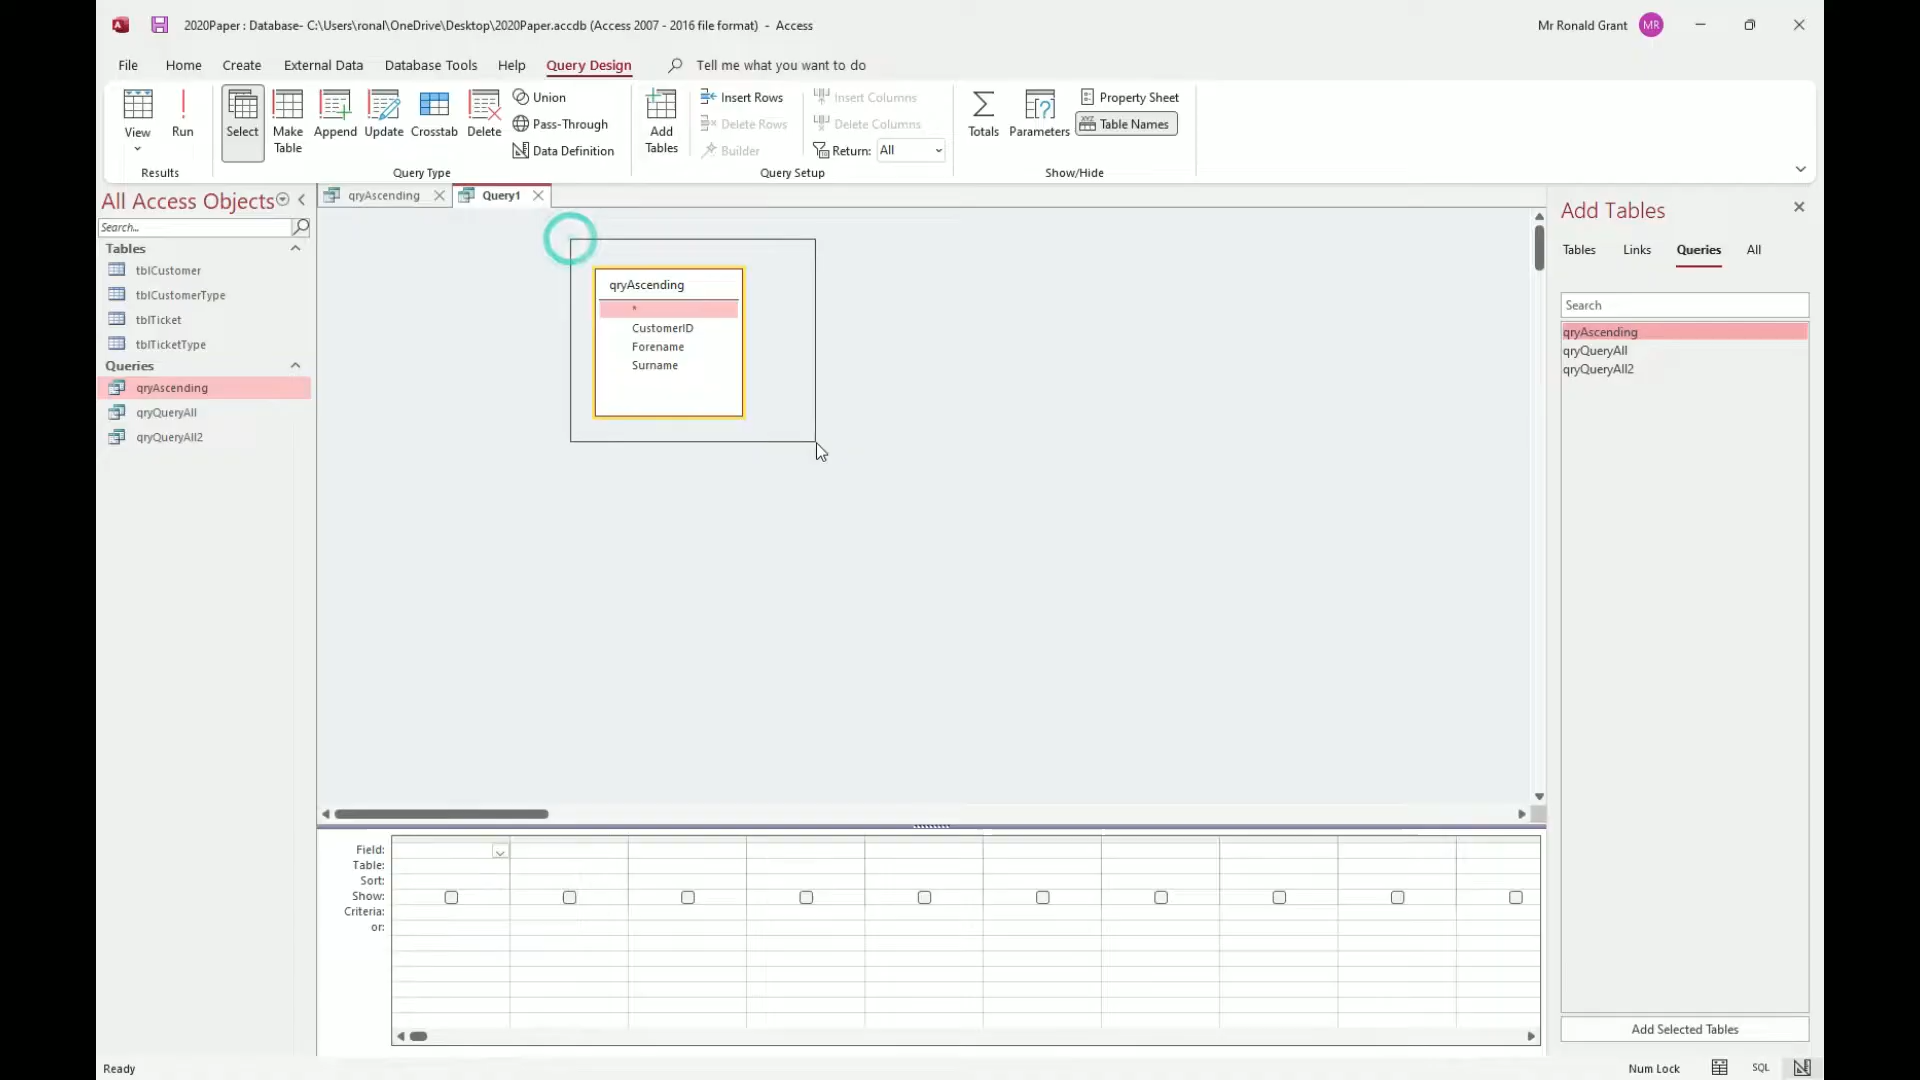 2020Paper : Database- C:\Users\ronal\OneDrive\Desktop\2020Paper.accdb (Access 2007 - 2016 file format) - Access
Mr Ronald Grant
MR
File
Home
Create
External Data
Database Tools
Help
Query Design
Tell me what you want to do
View
Run
Select
Make Table
Append
Update
Crosstab
Delete
Union
Pass-Through
Data Definition
Add Tables
Insert Rows
Delete Rows
Builder
Insert Columns
Delete Columns
Return: All
Totals
Parameters
Property Sheet
Table Names
Results
Query Type
Query Setup
Show/Hide
All Access Objects
Search...
Tables
tblCustomer
tblCustomerType
tblTicket
tblTicketType
Queries
qryAscending
qryQueryAll
qryQueryAll2
qryAscending
Query1
qryAscending
*
CustomerID
Forename
Surname
Add Tables
Tables
Links
Queries
All
Search
qryAscending
qryQueryAll
qryQueryAll2
Add Selected Tables
Field:
Table:
Sort:
Show:
Criteria:
or:
Ready
Num Lock
SQL